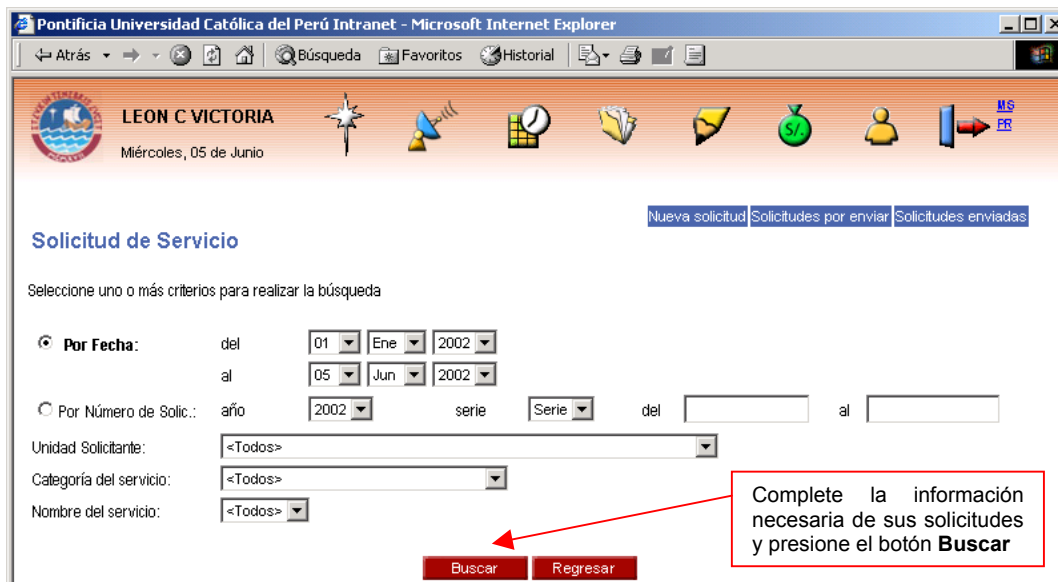 Pontificia Universidad Católica del Perú Intranet - Microsoft Internet Explorer
Atrás Búsqueda Favoritos Historial
LEON C VICTORIA
Miércoles, 05 de Junio
S/.
MS
PR
Nueva solicitud Solicitudes por enviar Solicitudes enviadas
Solicitud de Servicio
Seleccione uno o más criterios para realizar la búsqueda
Por Fecha: del 01 Ene 2002
al 05 Jun 2002
Por Número de Solic.: año 2002 serie Serie del al
Unidad Solicitante: <Todos>
Categoría del servicio: <Todos>
Nombre del servicio: <Todos>
Complete la información
necesaria de sus solicitudes
y presione el botón Buscar
Buscar Regresar